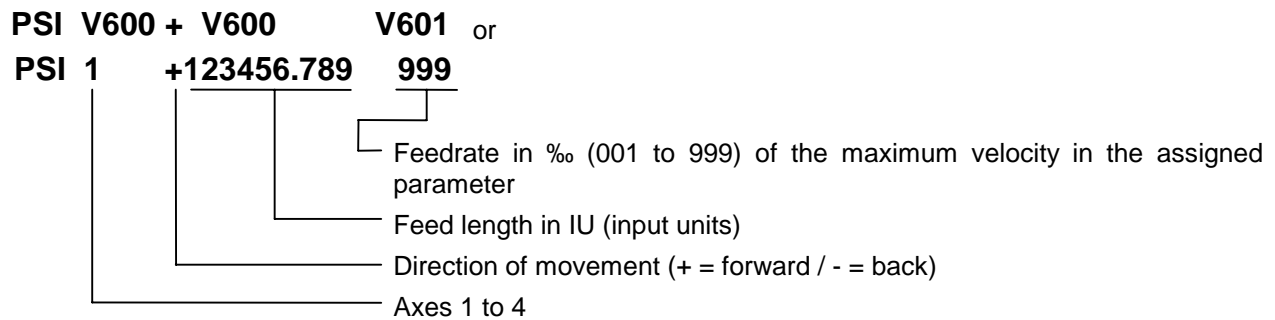 PSI V600 + V600 V601 or
PSI 1 +123456.789 999
Feedrate in ‰ (001 to 999) of the maximum velocity in the assigned
parameter
Feed length in IU (input units)
Direction of movement (+ = forward / - = back)
Axes 1 to 4